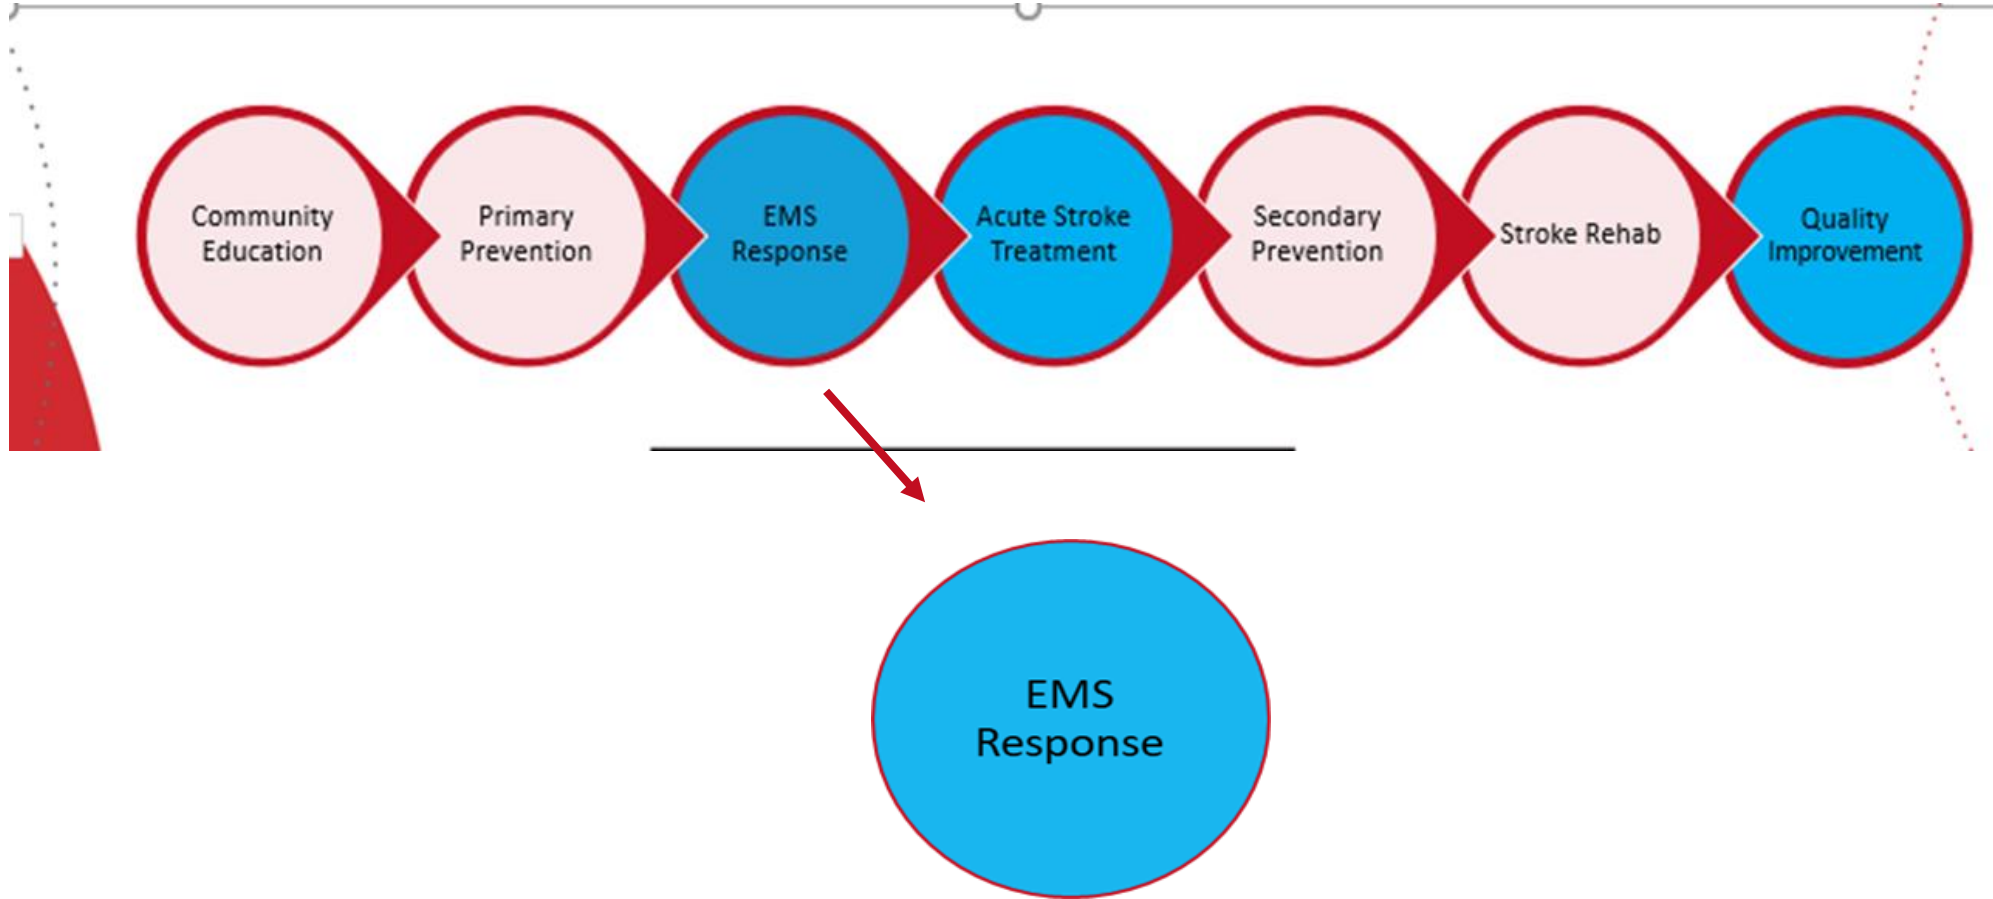 Community
Education
Primary
Prevention
EMS
Response
Acute Stroke
Treatment
Secondary
Prevention
Stroke Rehab
Quality
Improvement
EMS
Response